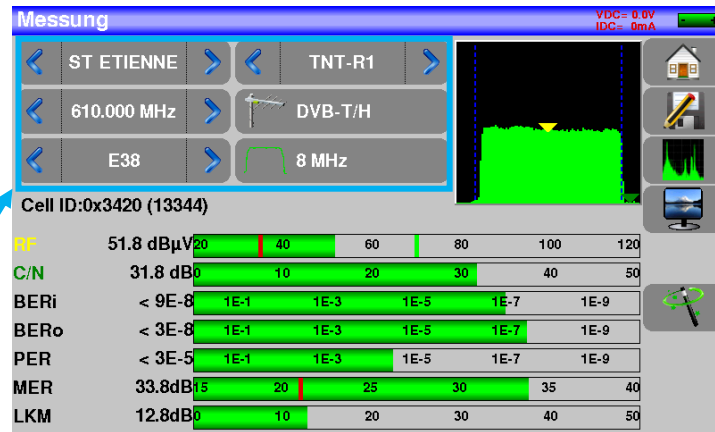 Messung
VDC= 0.0V
IDC= 0mA
ST ETIENNE
TNT-R1
610.000 MHz
DVB-T/H
E38
8 MHz
Cell ID:0x3420 (13344)
RF 51.8 dBµV 20 40 60 80 100 120
C/N 31.8 dB 0 10 20 30 40 50
BERi < 9E-8 1E-1 1E-3 1E-5 1E-7 1E-9
BERo < 3E-8 1E-1 1E-3 1E-5 1E-7 1E-9
PER < 3E-5 1E-1 1E-3 1E-5 1E-7 1E-9
MER 33.8dB 15 20 25 30 35 40
LKM 12.8dB 0 10 20 30 40 50